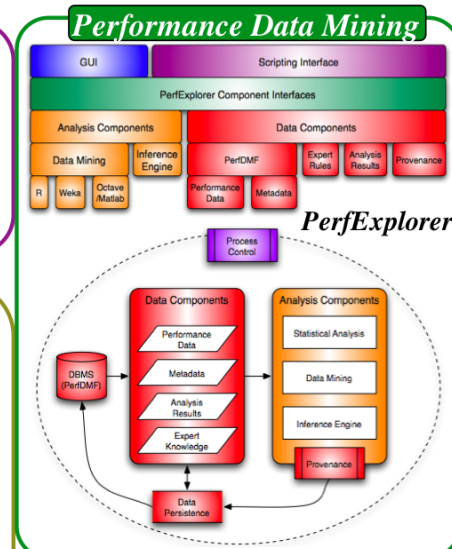 Performance Data Mining
GUI
Scripting Interface
PerfExplorer Component Interfaces
Analysis Components
Data Components
Data Mining
Inference
Engine
PerfDMF
Expert
Rules
Analysis
Results
Provenance
R
Weka
Octave
/Matlab
Performance
Data
Metadata
PerfExplorer
Process
Control
Data Components
Analysis Components
Performance
Data
Statistical Analysis
DBMS
(PerfDMF)
Metadata
Data Mining
Analysis
Results
Expert
Knowledge
Inference Engine
Provenance
Data
Persistence